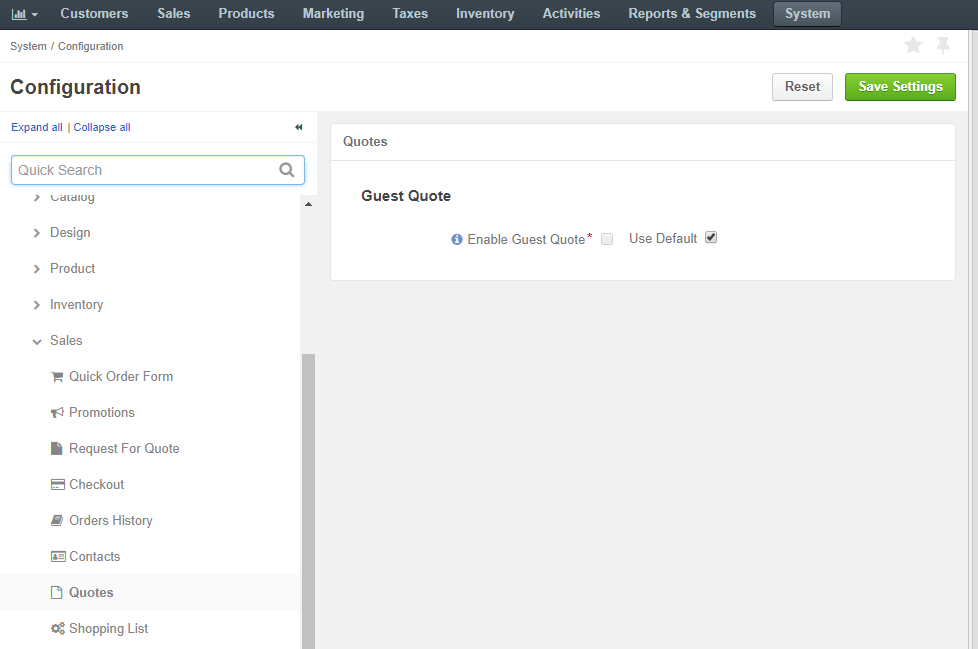 Customers Sales Products Marketing Taxes Inventory Activities Reports & Segments System
System / Configuration
Configuration
Reset Save Settings
Expand all | Collapse all
Quick Search
Catalog
Design
Product
Inventory
Sales
Quick Order Form
Promotions
Request For Quote
Checkout
Orders History
Contacts
Quotes
Shopping List
Quotes
Guest Quote
Enable Guest Quote* Use Default